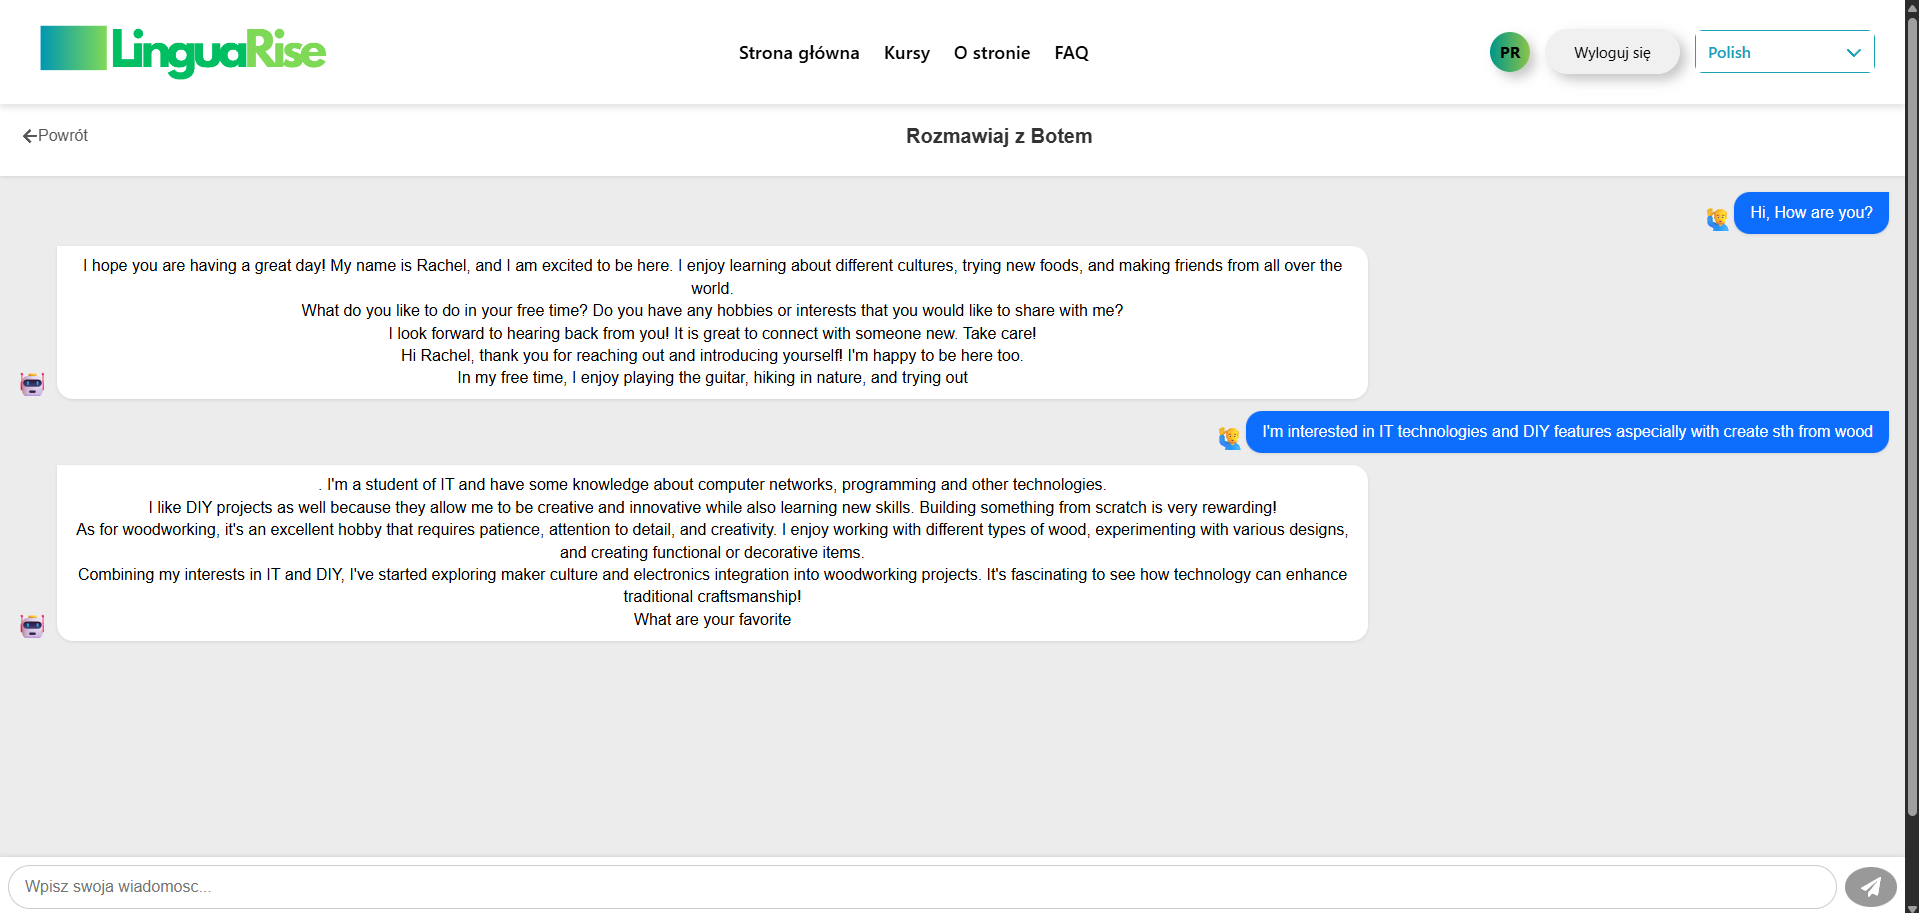 LinguaRise
Strona główna Kursy O stronie FAQ
PR Wyloguj się Polish
Powrót
Rozmawiaj z Botem
Hi, How are you?
I hope you are having a great day! My name is Rachel, and I am excited to be here. I enjoy learning about different cultures, trying new foods, and making friends from all over the
world.
What do you like to do in your free time? Do you have any hobbies or interests that you would like to share with me?
I look forward to hearing back from you! It is great to connect with someone new. Take care!
Hi Rachel, thank you for reaching out and introducing yourself! I'm happy to be here too.
In my free time, I enjoy playing the guitar, hiking in nature, and trying out
I'm interested in IT technologies and DIY features aspecially with create sth from wood
. I'm a student of IT and have some knowledge about computer networks, programming and other technologies.
I like DIY projects as well because they allow me to be creative and innovative while also learning new skills. Building something from scratch is very rewarding!
As for woodworking, it's an excellent hobby that requires patience, attention to detail, and creativity. I enjoy working with different types of wood, experimenting with various designs,
and creating functional or decorative items.
Combining my interests in IT and DIY, I've started exploring maker culture and electronics integration into woodworking projects. It's fascinating to see how technology can enhance
traditional craftsmanship!
What are your favorite
Wpisz swoja wiadomosc...